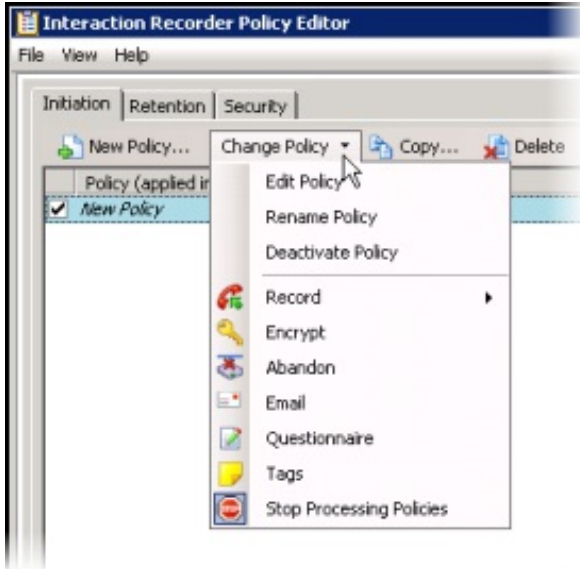 Interaction Recorder Policy Editor
File View Help
Initiation Retention Security
New Policy... Change Policy Copy... Delete
Policy (applied in
New Policy
Edit Policy
Rename Policy
Deactivate Policy
Record
Encrypt
Abandon
Email
Questionnaire
Tags
Stop Processing Policies